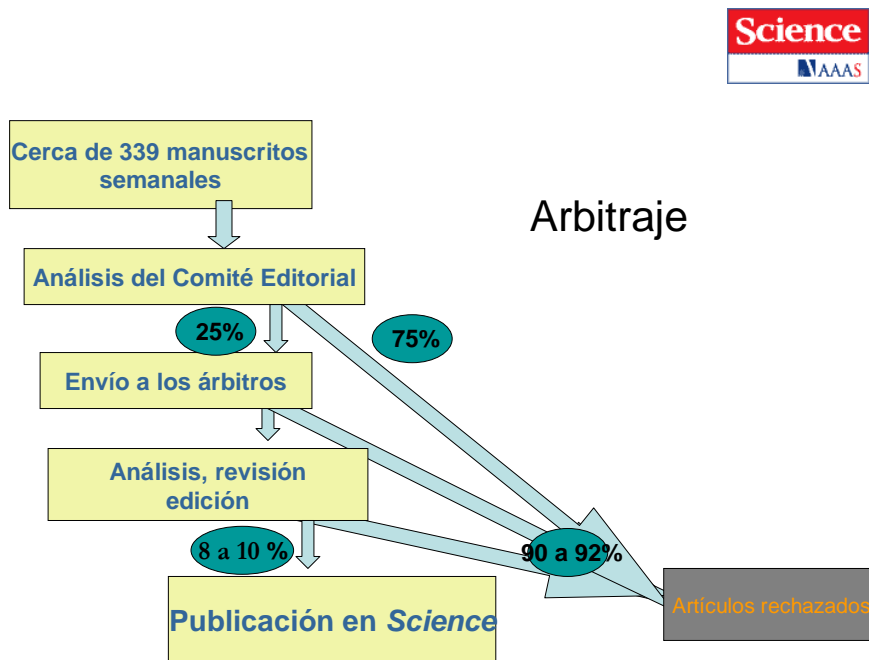 Science
AAAS
Cerca de 339 manuscritos
semanales
Arbitraje
Análisis del Comité Editorial
25%
75%
Envío a los árbitros
Análisis, revisión
edición
8 a 10 %
90 a 92%
Artículos rechazados
Publicación en Science